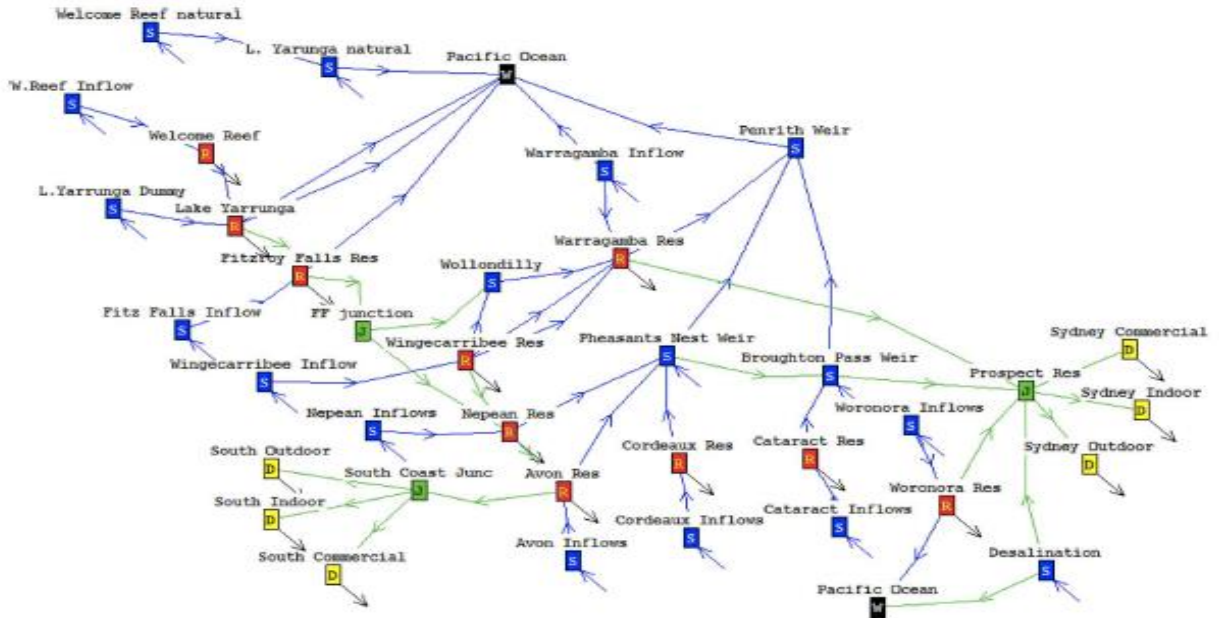 Welcome Reef natural
S
L. Yarunga natural
S
Pacific Ocean
W
'W.Reef Inflow
S
Welcome Reef
R
Penrith Weir
S
Warragamba Inflow
S
L.Yarrunga Dummy
S
Lake Yarrunga
R
Warragamba Res
R
Fitzroy Falls Res
R
Wollondilly
S
Fitz Falls Inflow
S
FF junction
J
Wingecarribee Res
R
Pheasants Nest Weir
S
Broughton Pass Weir
S
Sydney Commercial
D
Prospect Res
J
Wingecarribee Inflow
S
Sydney Indoor
D
Nepean Inflows
S
Nepean Res
R
Woronora Inflows
S
Cordeaux Res
R
Cataract Res
R
Sydney Outdoor
D
South Outdoor
D
South Coast Junc
J
Avon Res
R
Woronora Res
R
South Indoor
D
Cordeaux Inflows
S
Cataract Inflows
S
Avon Inflows
S
South Commercial
D
Desalination
S
Pacific Ocean
W